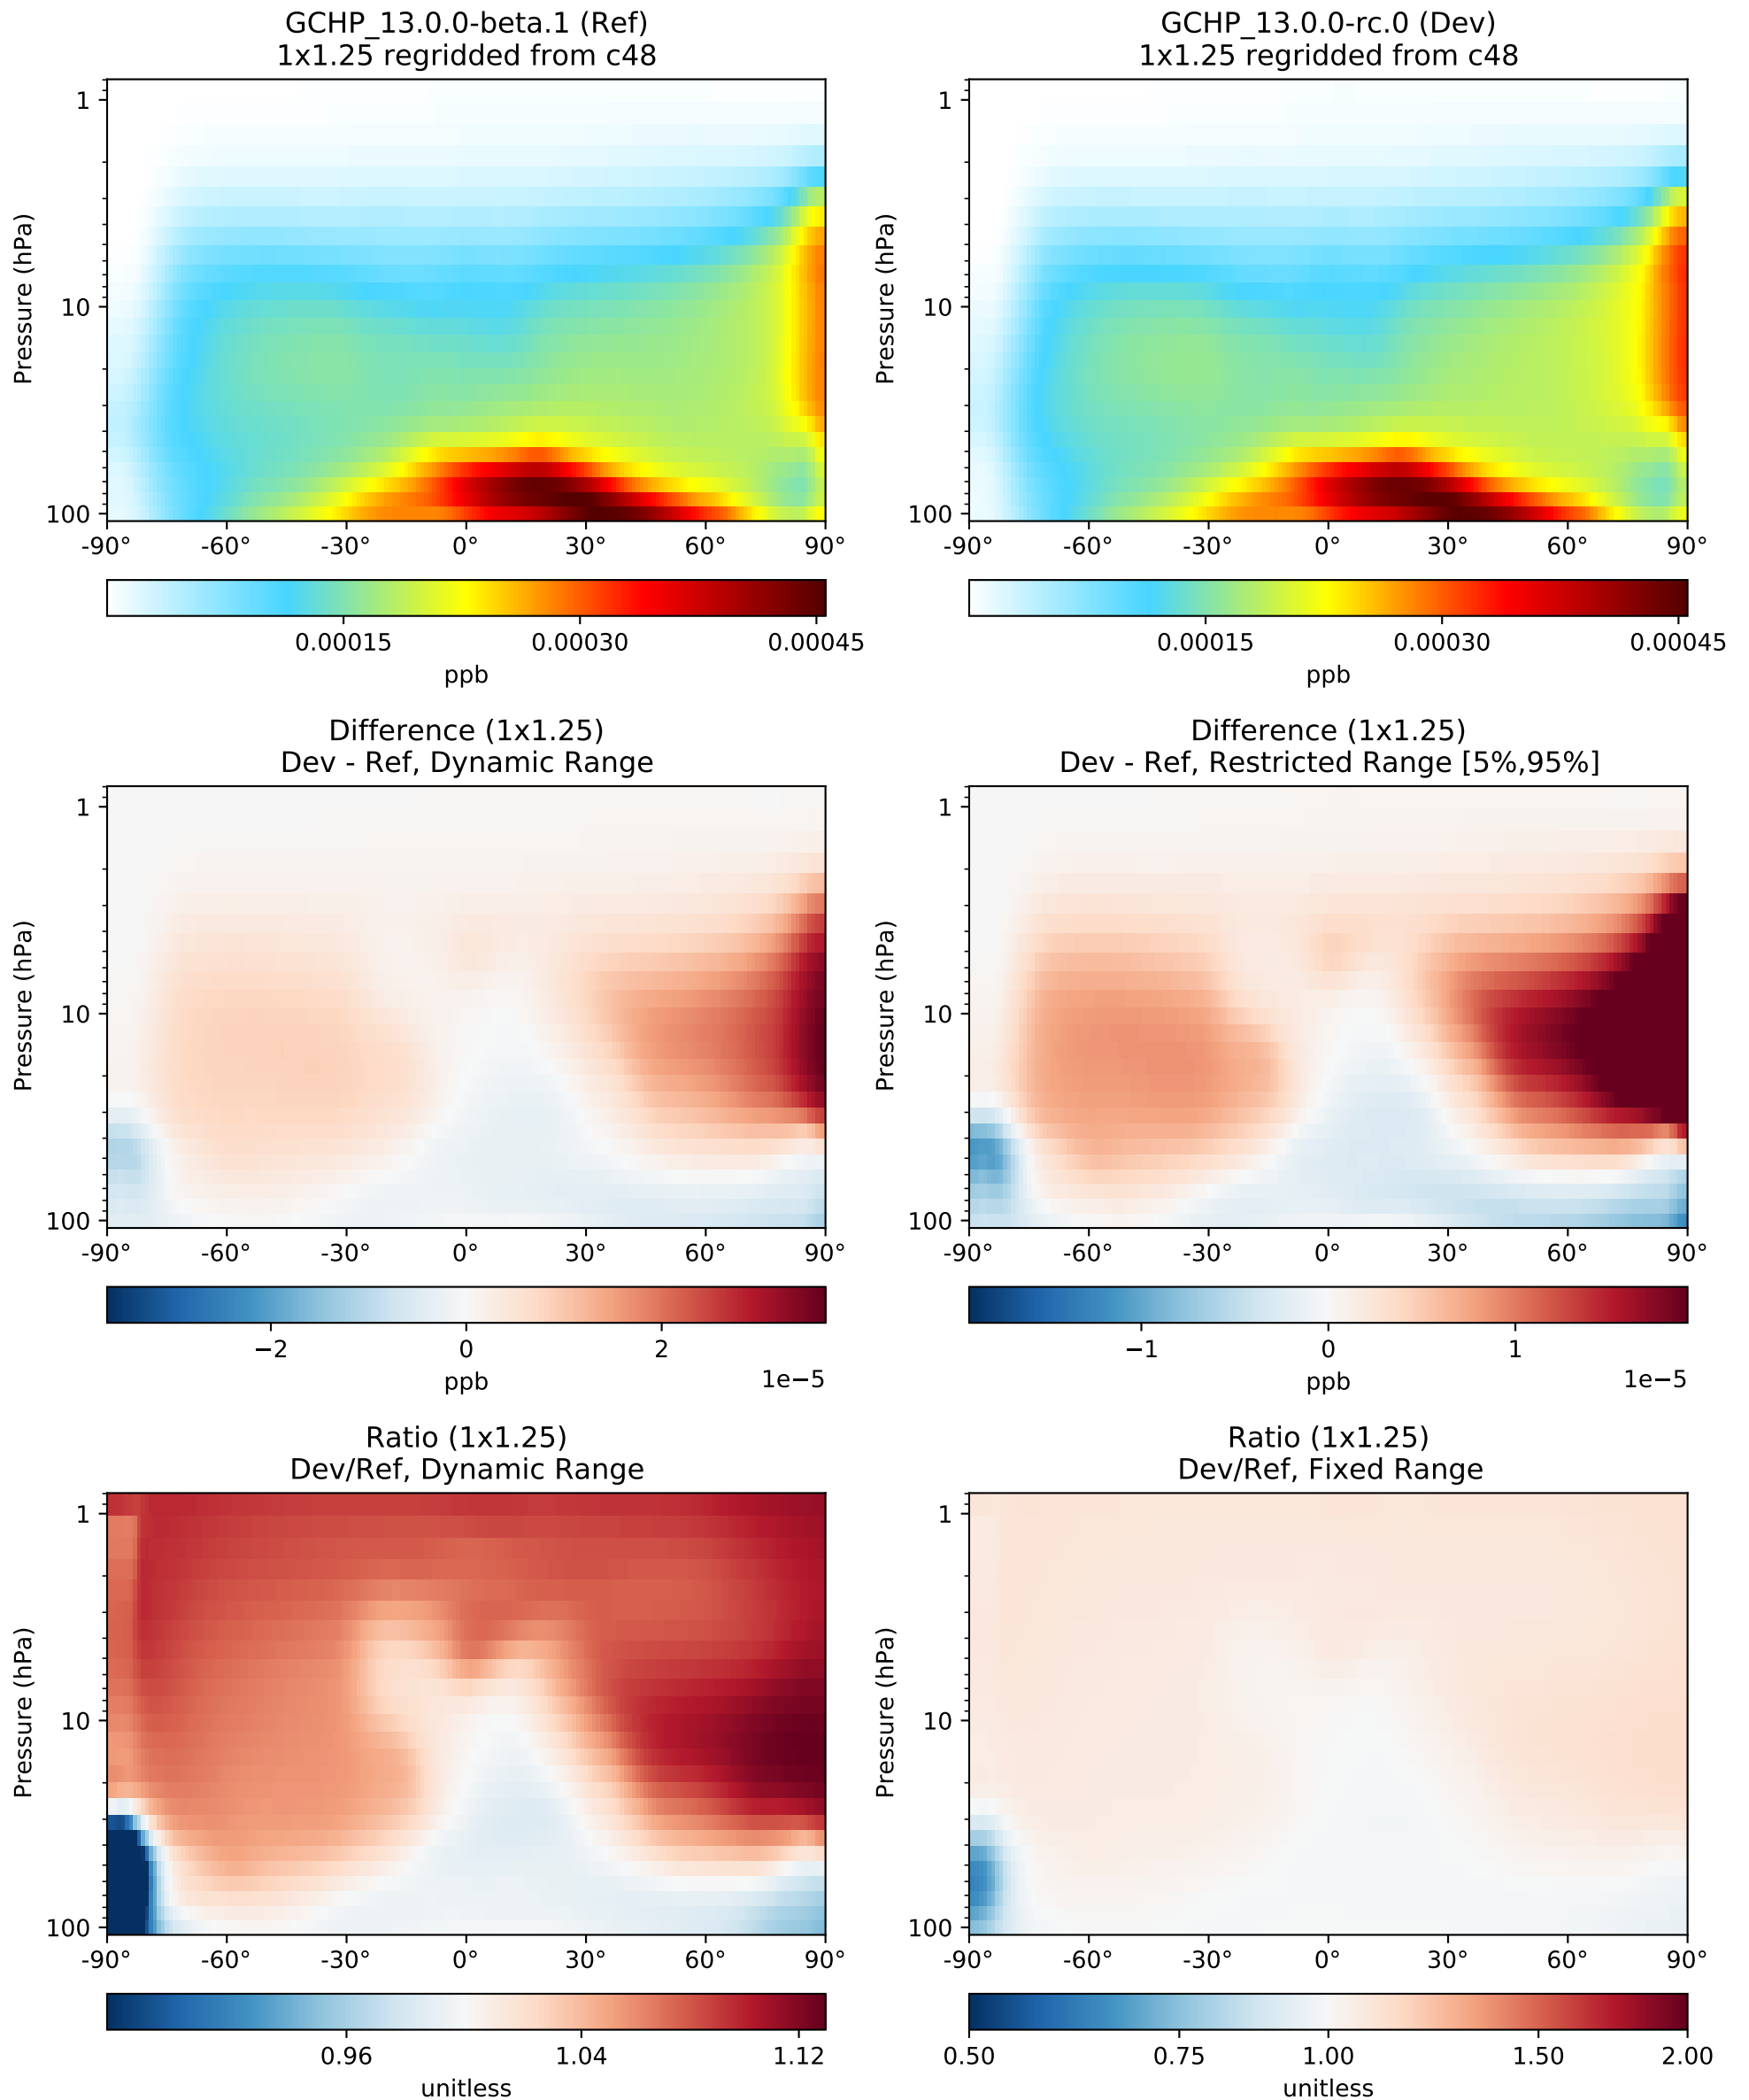 GCHP_13.0.0-beta.1 (Ref)
1x1.25 regridded from c48
Pressure (hPa)
1
10
100
-90° -60° -30° 0° 30° 60° 90°
0.00015 0.00030 0.00045
ppb
GCHP_13.0.0-rc.0 (Dev)
1x1.25 regridded from c48
Pressure (hPa)
1
10
100
-90° -60° -30° 0° 30° 60° 90°
0.00015 0.00030 0.00045
ppb
Difference (1x1.25)
Dev - Ref, Dynamic Range
Pressure (hPa)
1
10
100
-90° -60° -30° 0° 30° 60° 90°
−2 0 2
ppb 1e−5
Difference (1x1.25)
Dev - Ref, Restricted Range [5%,95%]
Pressure (hPa)
1
10
100
-90° -60° -30° 0° 30° 60° 90°
−1 0 1
ppb 1e−5
Ratio (1x1.25)
Dev/Ref, Dynamic Range
Pressure (hPa)
1
10
100
-90° -60° -30° 0° 30° 60° 90°
0.96 1.04 1.12
unitless
Ratio (1x1.25)
Dev/Ref, Fixed Range
Pressure (hPa)
1
10
100
-90° -60° -30° 0° 30° 60° 90°
0.50 0.75 1.00 1.50 2.00
unitless